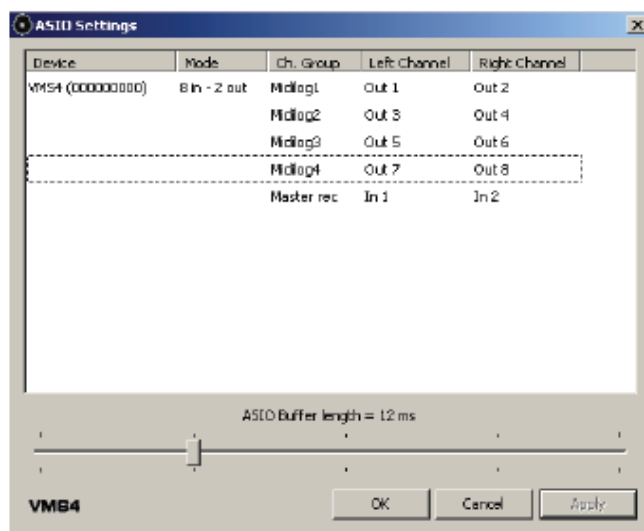 ASIO Settings
Device Mode Ch. Group Left Channel Right Channel
VMS4 (000000000) 8 in - 2 out Midilog1 Out 1 Out 2
Midilog2 Out 3 Out 4
Midilog3 Out 5 Out 6
Midilog4 Out 7 Out 8
Master rec In 1 In 2
ASIO Buffer length = 12 ms
VMS4 OK Cancel Apply